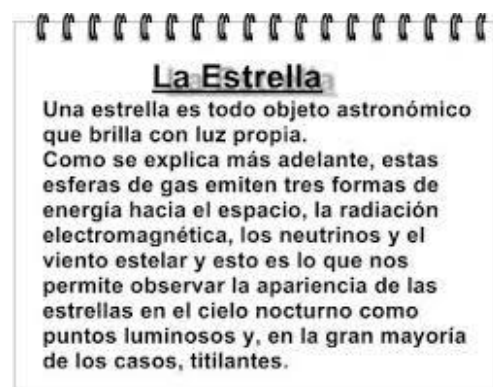 La Estrella
Una estrella es todo objeto astronómico
que brilla con luz propia.
Como se explica más adelante, estas
esferas de gas emiten tres formas de
energía hacia el espacio, la radiación
electromagnética, los neutrinos y el
viento estelar y esto es lo que nos
permite observar la apariencia de las
estrellas en el cielo nocturno como
puntos luminosos y, en la gran mayoría
de los casos, titilantes.